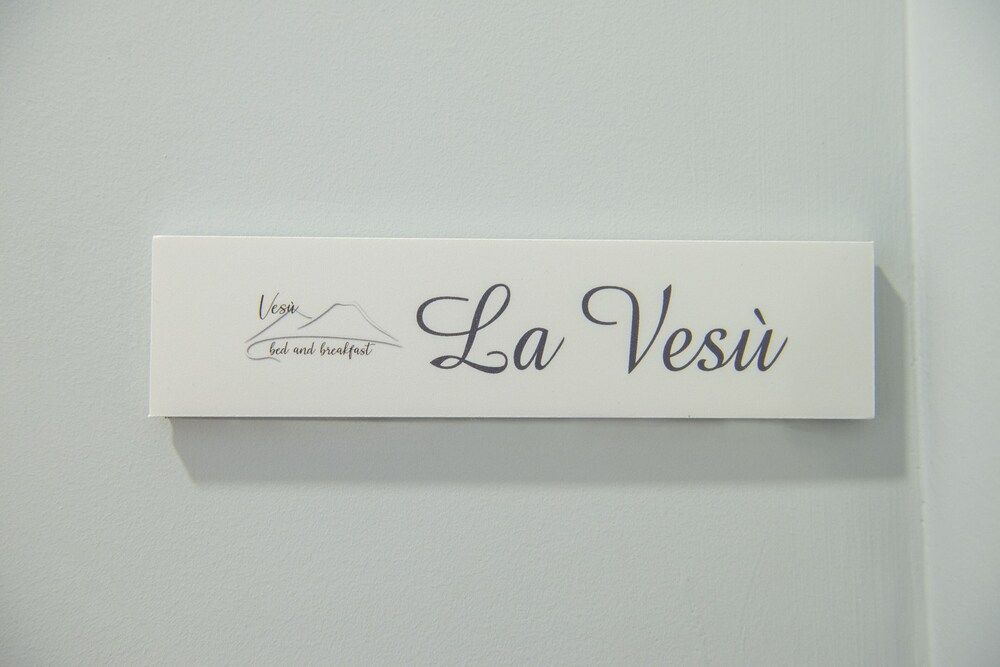 Vesù
bed and breakfast
La Vesù